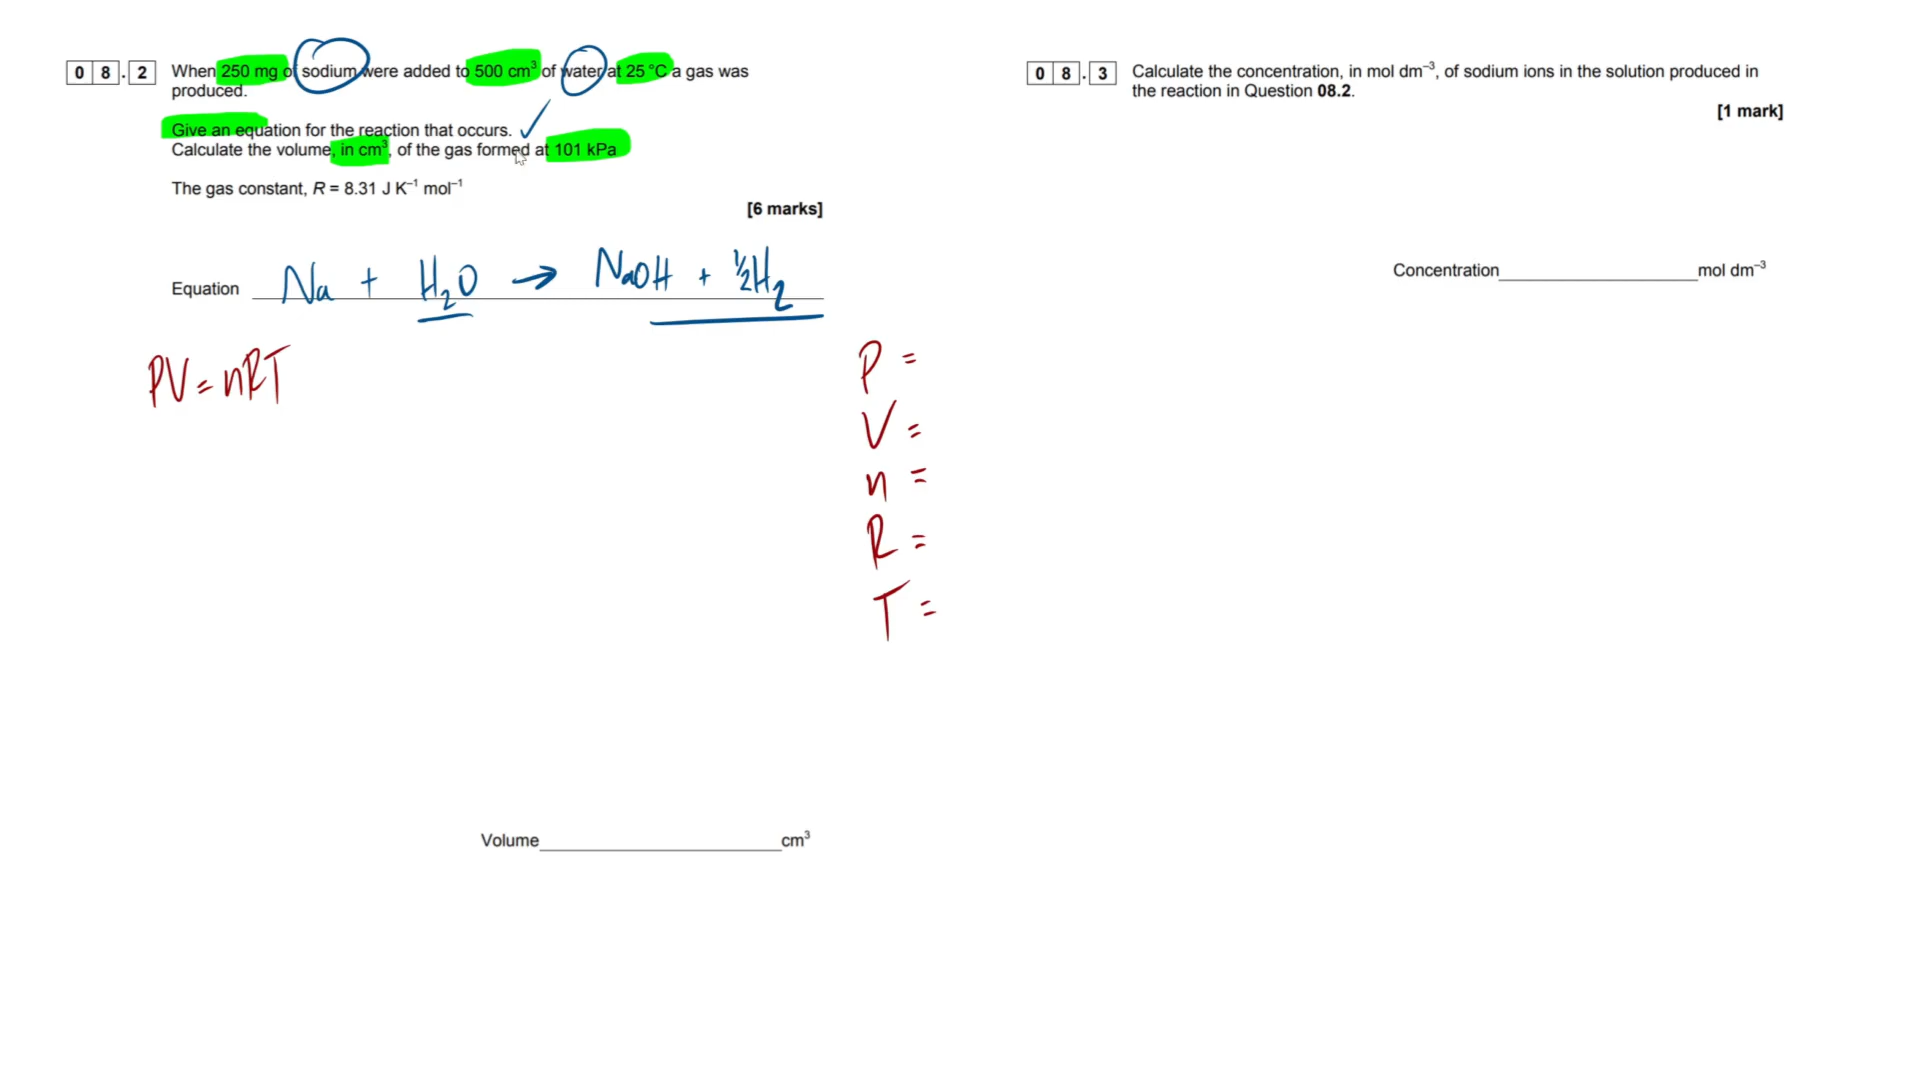 08.2 When 250 mg of sodium were added to 500 cm³ of water at 25 °C a gas was
produced.
Give an equation for the reaction that occurs.
Calculate the volume, in cm³, of the gas formed at 101 kPa
The gas constant, R = 8.31 J K⁻¹ mol⁻¹
[6 marks]
Equation Na + H₂O → NaOH + ½H₂
PV = nRT
P =
V =
n =
R =
T =
Volume cm³
08.3 Calculate the concentration, in mol dm⁻³, of sodium ions in the solution produced in
the reaction in Question 08.2.
[1 mark]
Concentration mol dm⁻³